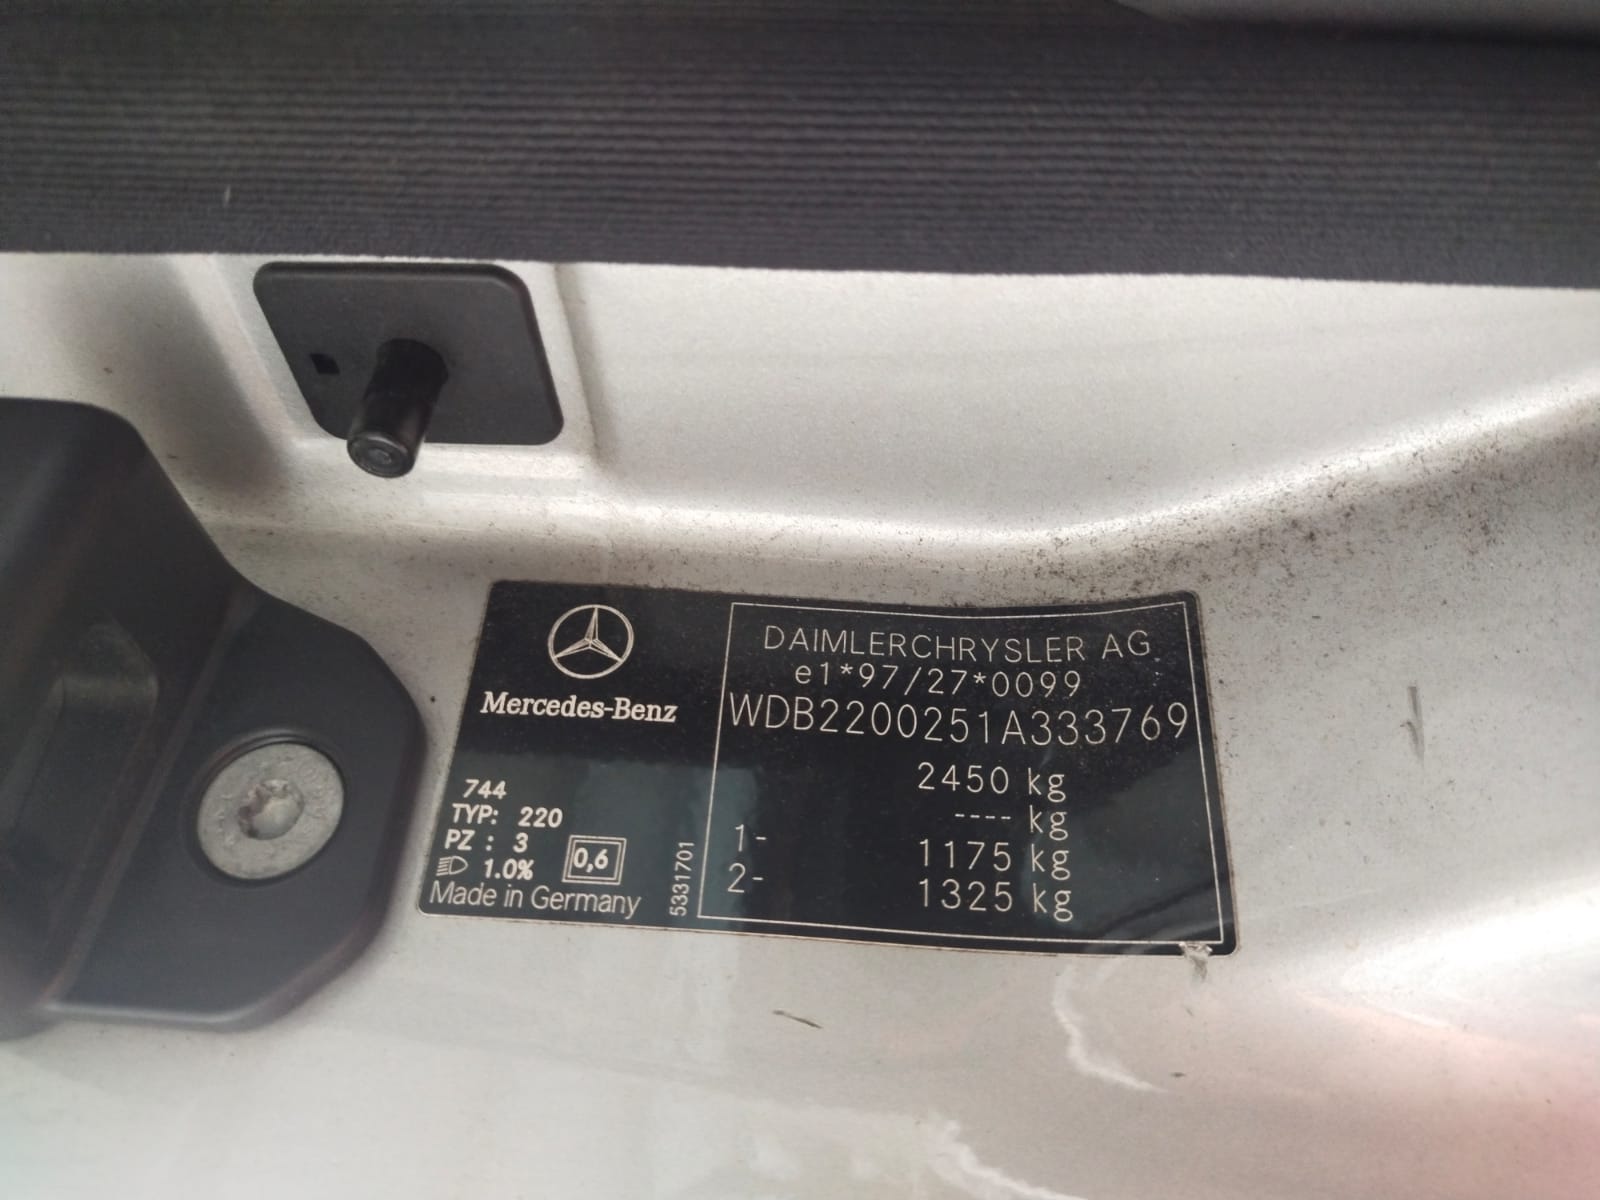 Mercedes-Benz
744
TYP: 220
PZ : 3
1.0%
0,6
Made in Germany
5331701
DAIMLERCHRYSLER AG
e1*97/27*0099
WDB2200251A333769
2450 kg
---- kg
1- 1175 kg
2- 1325 kg